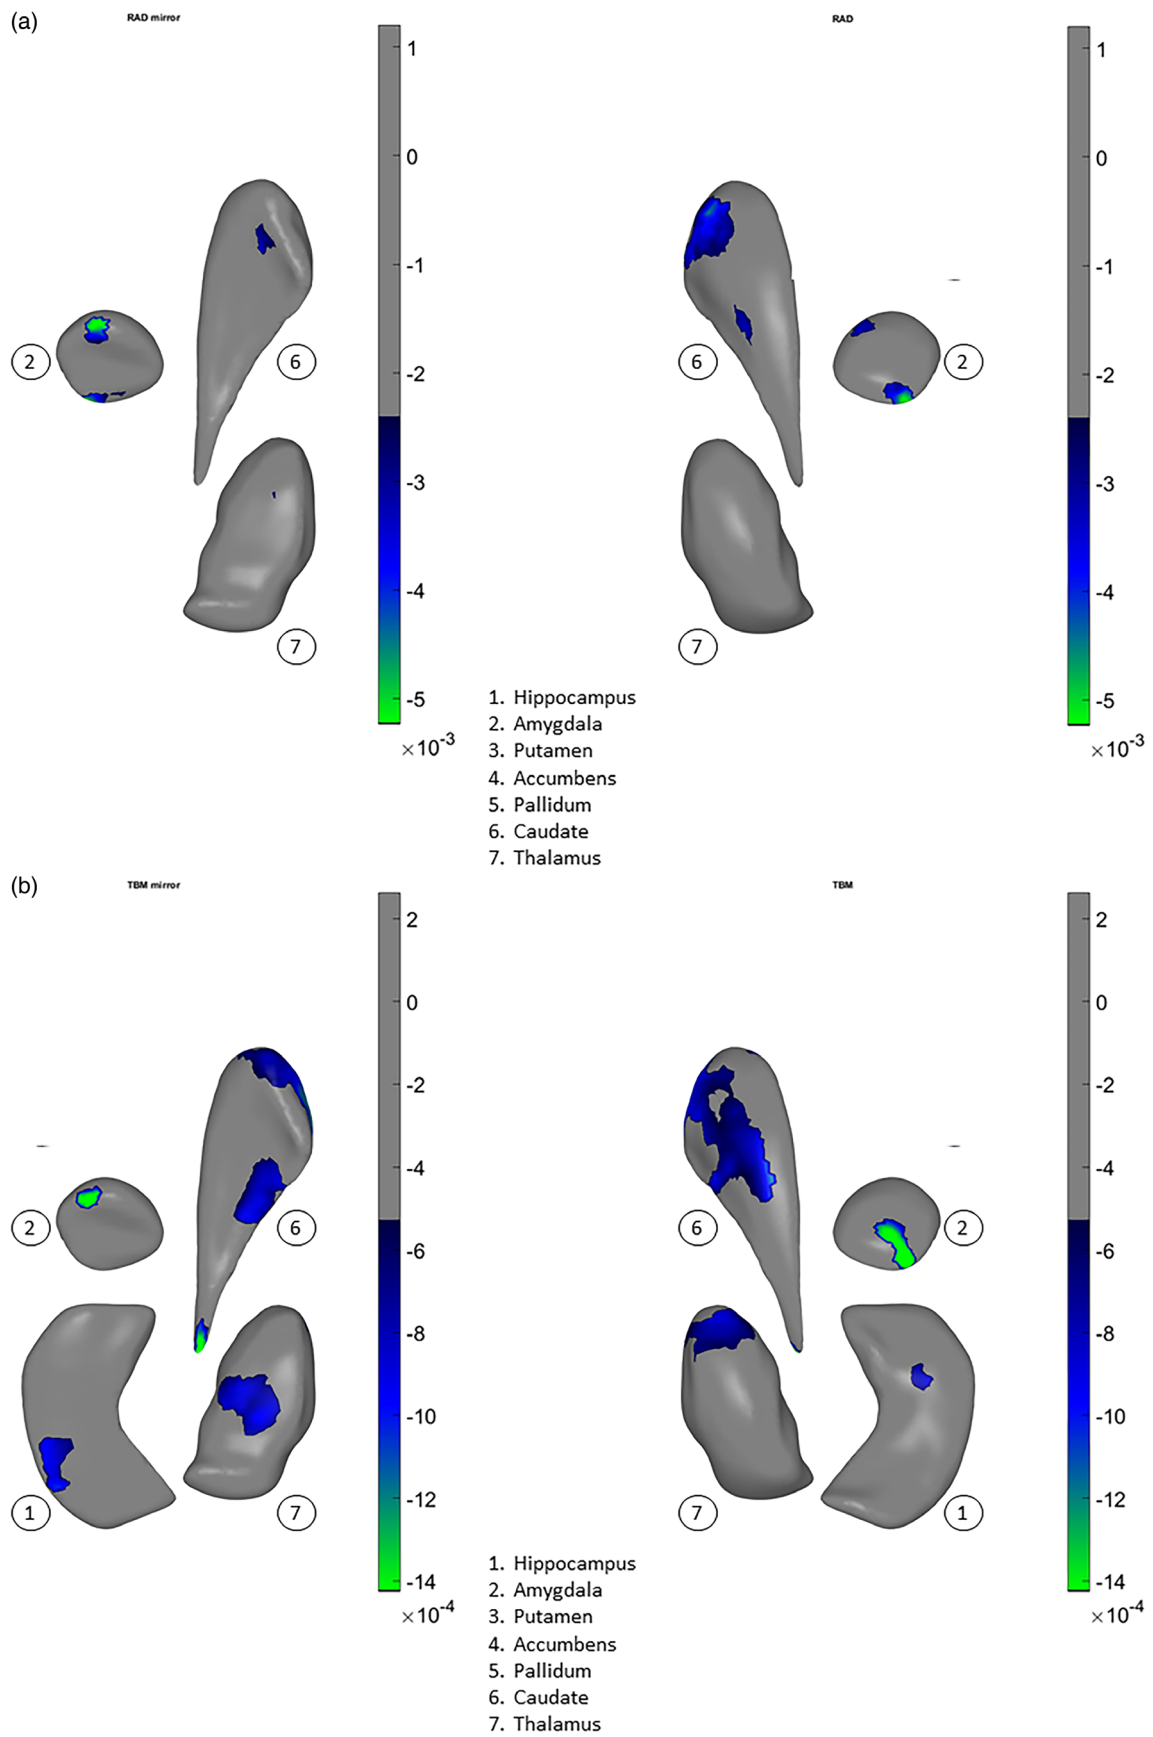 (a)
RAD mirror
RAD
1
0
-1
-2
-3
-4
-5
×10-3
1
0
-1
-2
-3
-4
-5
×10-3
2
6
7
6
2
7
1. Hippocampus
2. Amygdala
3. Putamen
4. Accumbens
5. Pallidum
6. Caudate
7. Thalamus
(b)
TBM mirror
TBM
2
0
-2
-4
-6
-8
-10
-12
-14
×10-4
2
0
-2
-4
-6
-8
-10
-12
-14
×10-4
2
6
1
7
6
2
7
1
1. Hippocampus
2. Amygdala
3. Putamen
4. Accumbens
5. Pallidum
6. Caudate
7. Thalamus